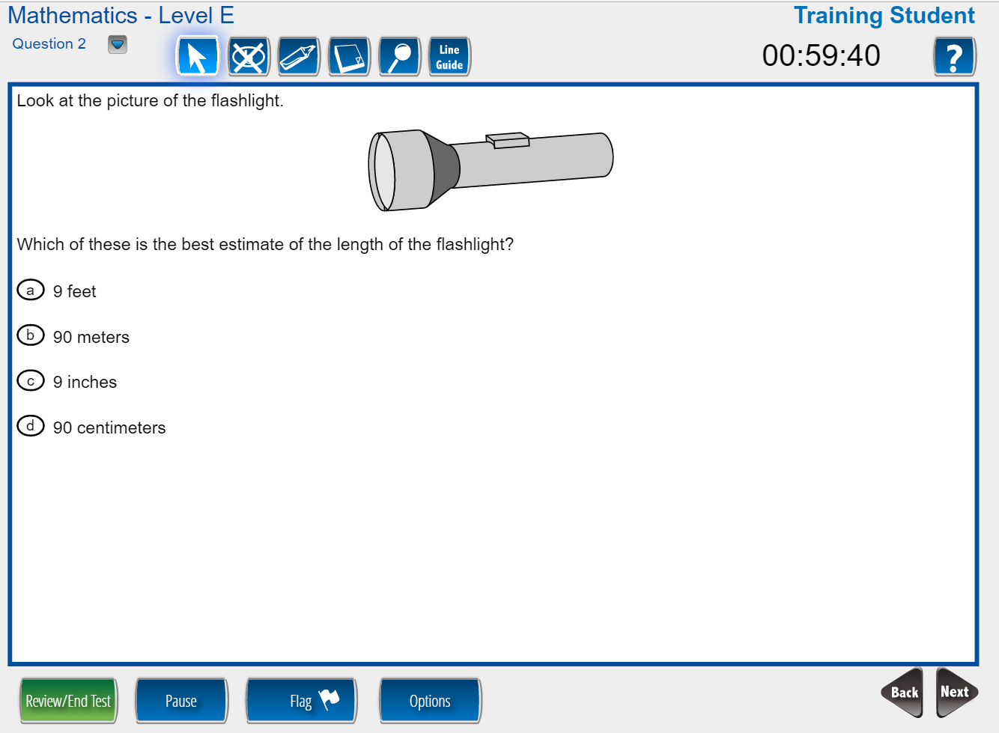 Mathematics - Level E
Training Student
Question 2
Line
Guide
00:59:40
?
Look at the picture of the flashlight.
Which of these is the best estimate of the length of the flashlight?
a 9 feet
b 90 meters
c 9 inches
d 90 centimeters
Review/End Test
Pause
Flag
Options
Back
Next